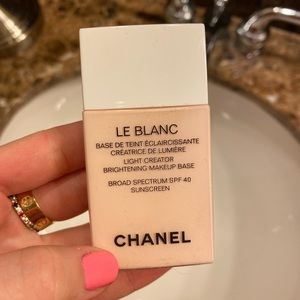 LE BLANC
BASE DE TEINT ÉCLAIRCISSANTE
CRÉATRICE DE LUMIÈRE
LIGHT CREATOR
BRIGHTENING MAKEUP BASE
BROAD SPECTRUM SPF 40
SUNSCREEN
CHANEL